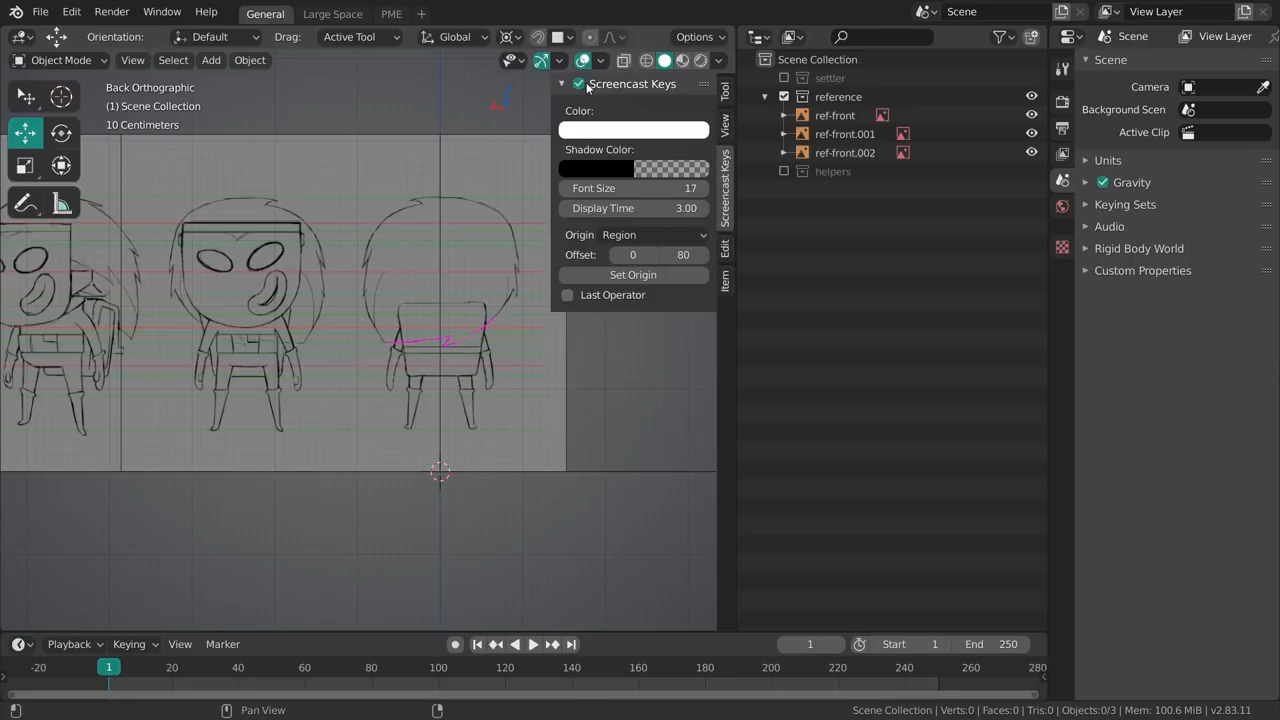 File Edit Render Window Help General Large Space PME + Scene View Layer
Orientation: Default Drag: Active Tool Global Options Scene View Layer
Object Mode View Select Add Object
Back Orthographic
(1) Scene Collection
10 Centimeters
Screencast Keys
Color:
Shadow Color:
Font Size 17
Display Time 3.00
Origin Region
Offset: 0 80
Set Origin
Last Operator
Tool
View
Screencast Keys
Edit
Item
Scene Collection
settler
reference
ref-front
ref-front.001
ref-front.002
helpers
Scene
Camera
Background Scen
Active Clip
Units
Gravity
Keying Sets
Audio
Rigid Body World
Custom Properties
Playback Keying View Marker 1 Start 1 End 250
-20 1 20 40 60 80 100 120 140 160 180 200 220 240 260 280
Pan View Scene Collection | Verts:0 | Faces:0 | Tris:0 | Objects:0/3 | Mem: 100.6 MiB | v2.83.11